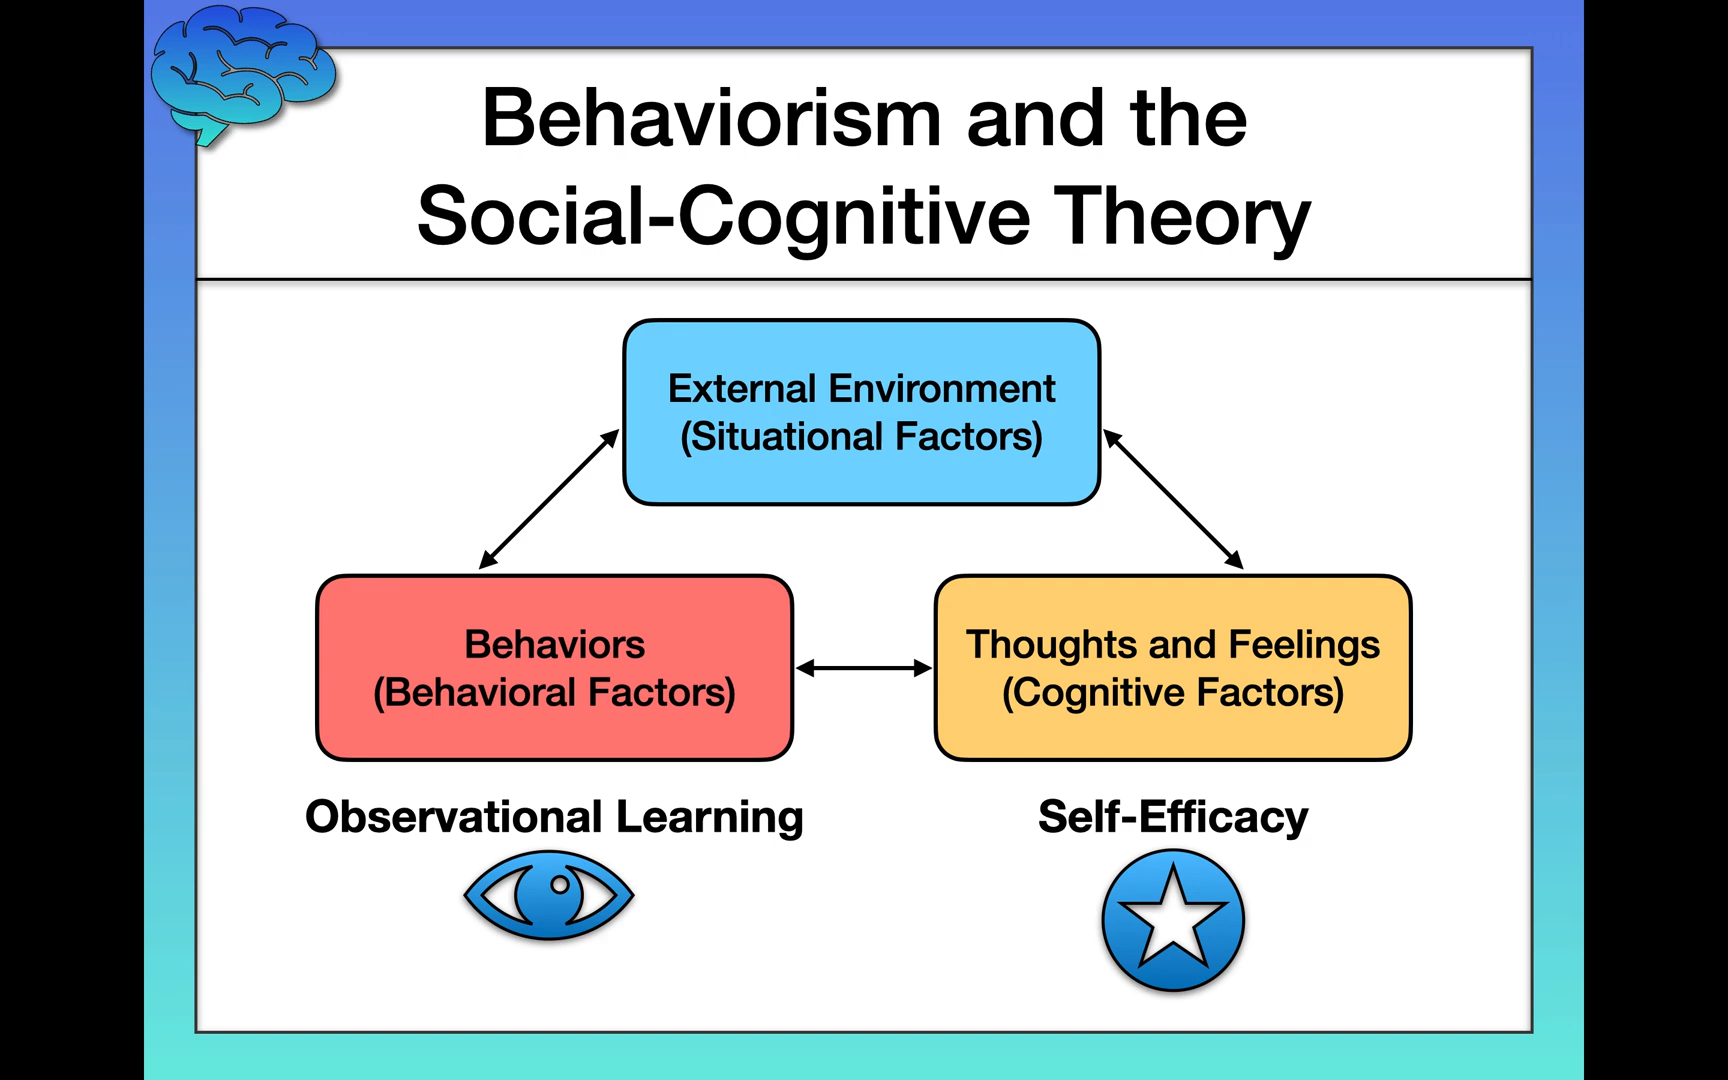 Behaviorism and the
Social-Cognitive Theory
External Environment
(Situational Factors)
Behaviors
(Behavioral Factors)
Thoughts and Feelings
(Cognitive Factors)
Observational Learning
Self-Efficacy